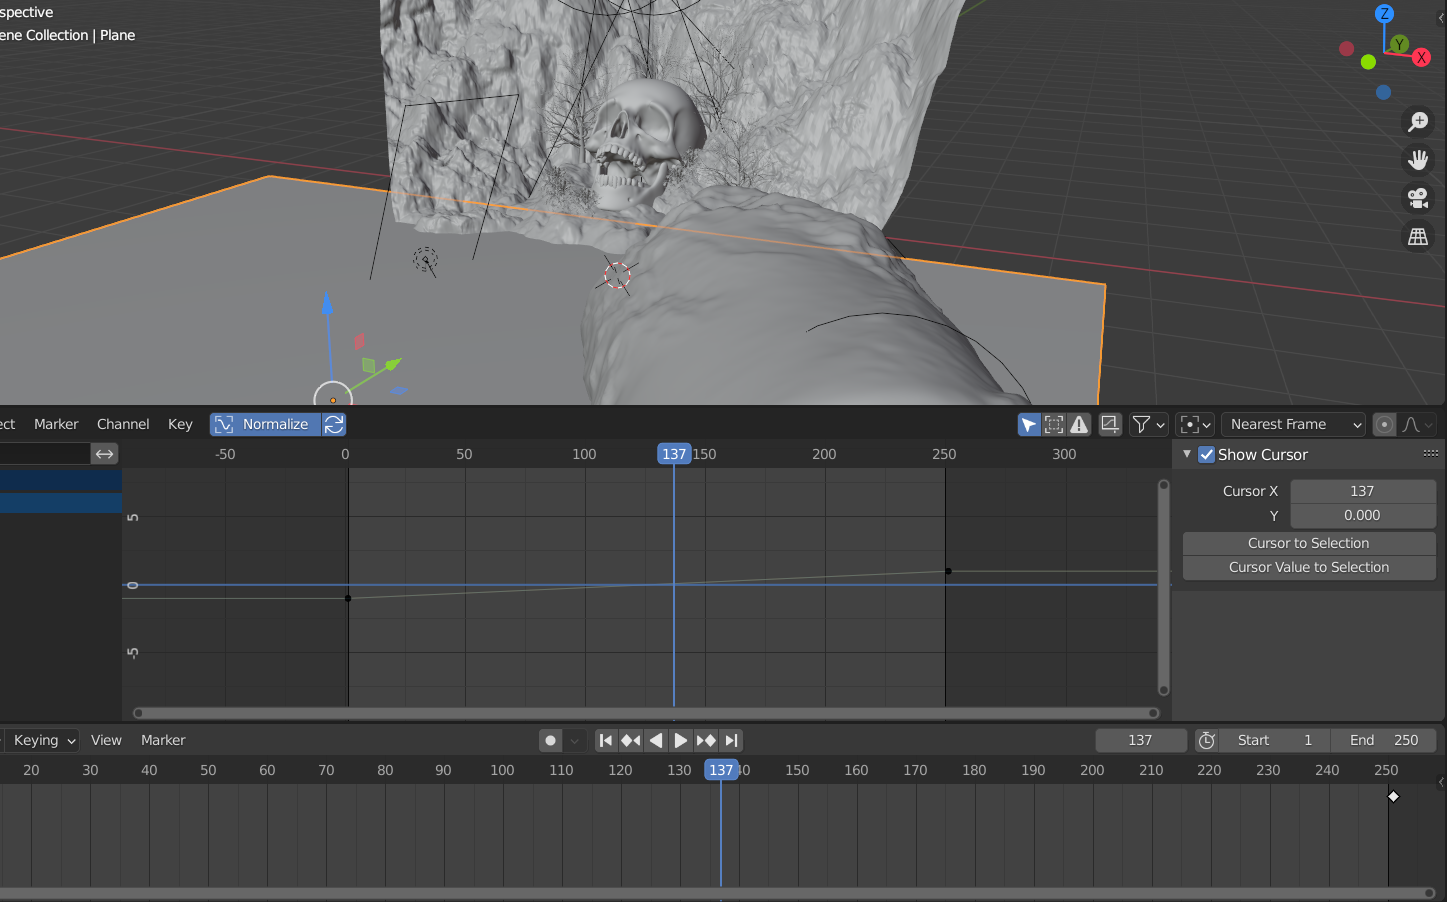 spective
ene Collection | Plane
Z
Y
X
ect Marker Channel Key Normalize Nearest Frame
-50 0 50 100 137 150 200 250 300
Show Cursor
Cursor X 137
Y 0.000
Cursor to Selection
Cursor Value to Selection
5
0
-5
Keying View Marker 137 Start 1 End 250
20 30 40 50 60 70 80 90 100 110 120 130 137 40 150 160 170 180 190 200 210 220 230 240 250